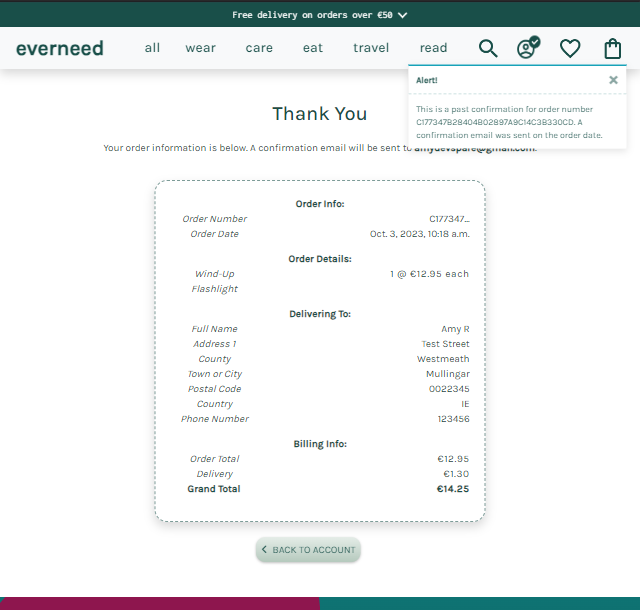 Free delivery on orders over €50
everneed
all wear care eat travel read
Alert!
This is a past confirmation for order number
C177347B28404B02897A9C14C3B330CD. A
confirmation email was sent on the order date.
Thank You
Your order information is below. A confirmation email will be sent to amydevspare@gmail.com.
Order Info:
Order Number C177347...
Order Date Oct. 3, 2023, 10:18 a.m.
Order Details:
Wind-Up 1 @ €12.95 each
Flashlight
Delivering To:
Full Name Amy R
Address 1 Test Street
County Westmeath
Town or City Mullingar
Postal Code 0022345
Country IE
Phone Number 123456
Billing Info:
Order Total €12.95
Delivery €1.30
Grand Total €14.25
BACK TO ACCOUNT